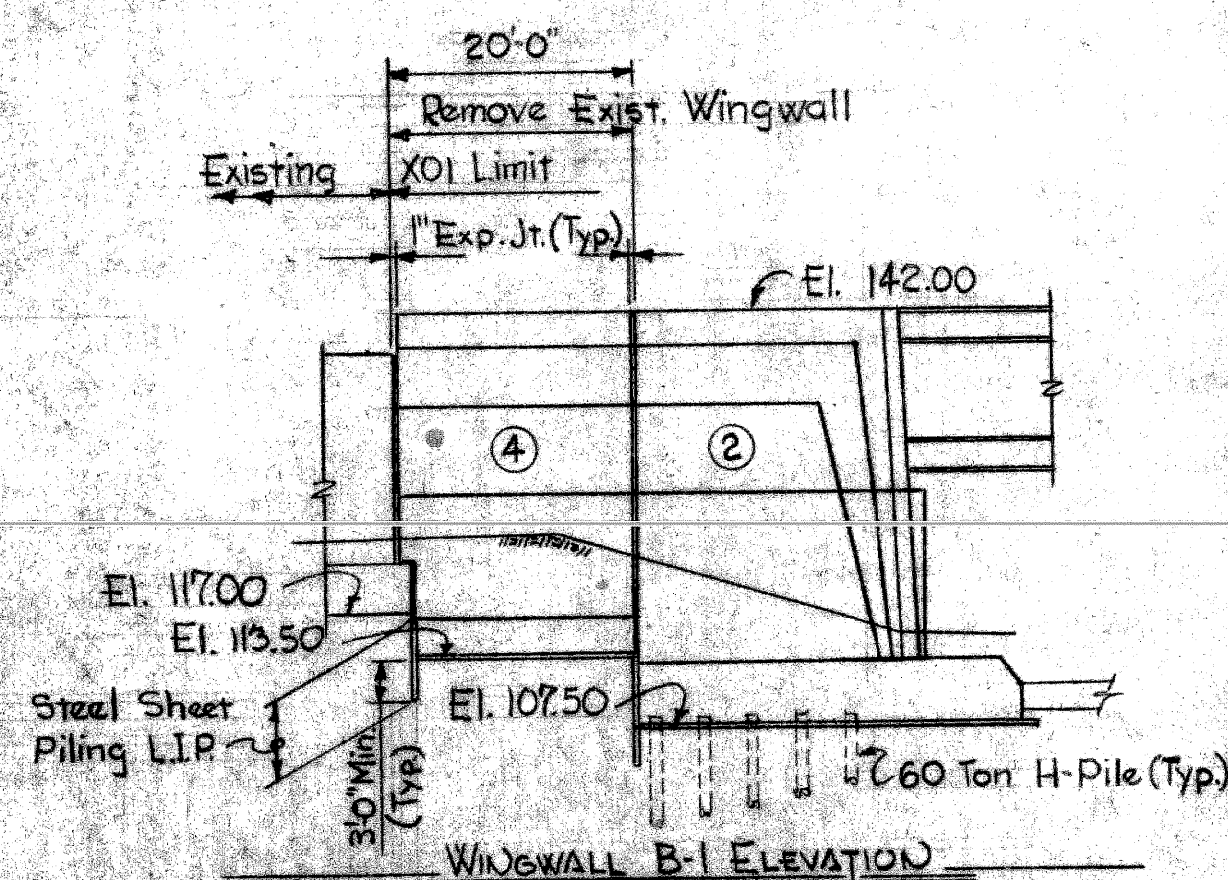 20'-0"
Remove Exist. Wingwall
Existing
X01 Limit
1" Exp. Jt. (Typ.)
El. 142.00
4
2
El. 117.00
El. 113.50
Steel Sheet
Piling L.I.P.
3'-0" Min.
(Typ.)
El. 107.50
60 Ton H-Pile (Typ.)
WINGWALL B-1 ELEVATION